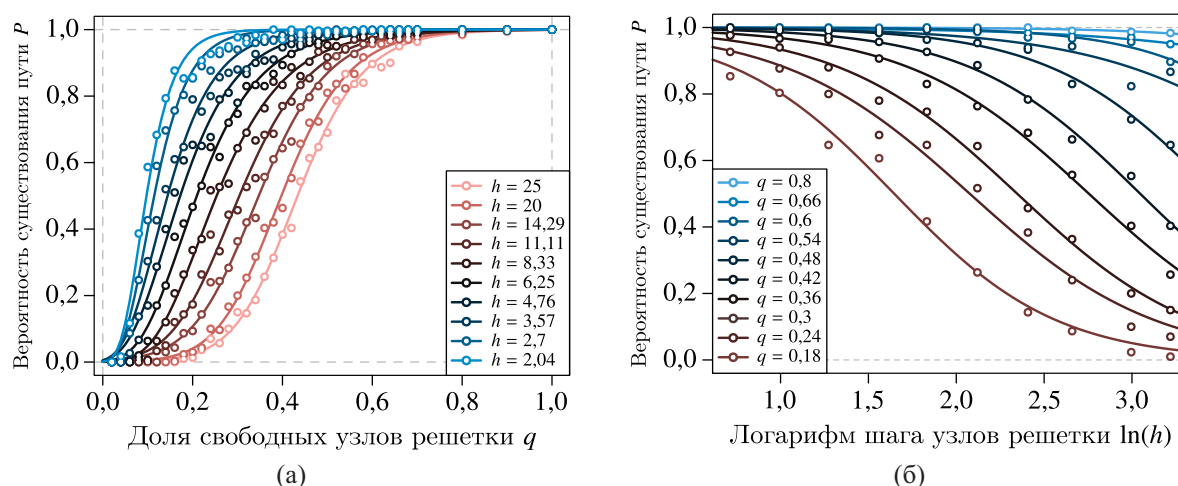 Вероятность существования пути P
1,0
0,8
0,6
0,4
0,2
0,0
h = 25
h = 20
h = 14,29
h = 11,11
h = 8,33
h = 6,25
h = 4,76
h = 3,57
h = 2,7
h = 2,04
0,0 0,2 0,4 0,6 0,8 1,0
Доля свободных узлов решетки q
(а)
Вероятность существования пути P
1,0
0,8
0,6
0,4
0,2
0,0
q = 0,8
q = 0,66
q = 0,6
q = 0,54
q = 0,48
q = 0,42
q = 0,36
q = 0,3
q = 0,24
q = 0,18
1,0 1,5 2,0 2,5 3,0
Логарифм шага узлов решетки ln(h)
(б)